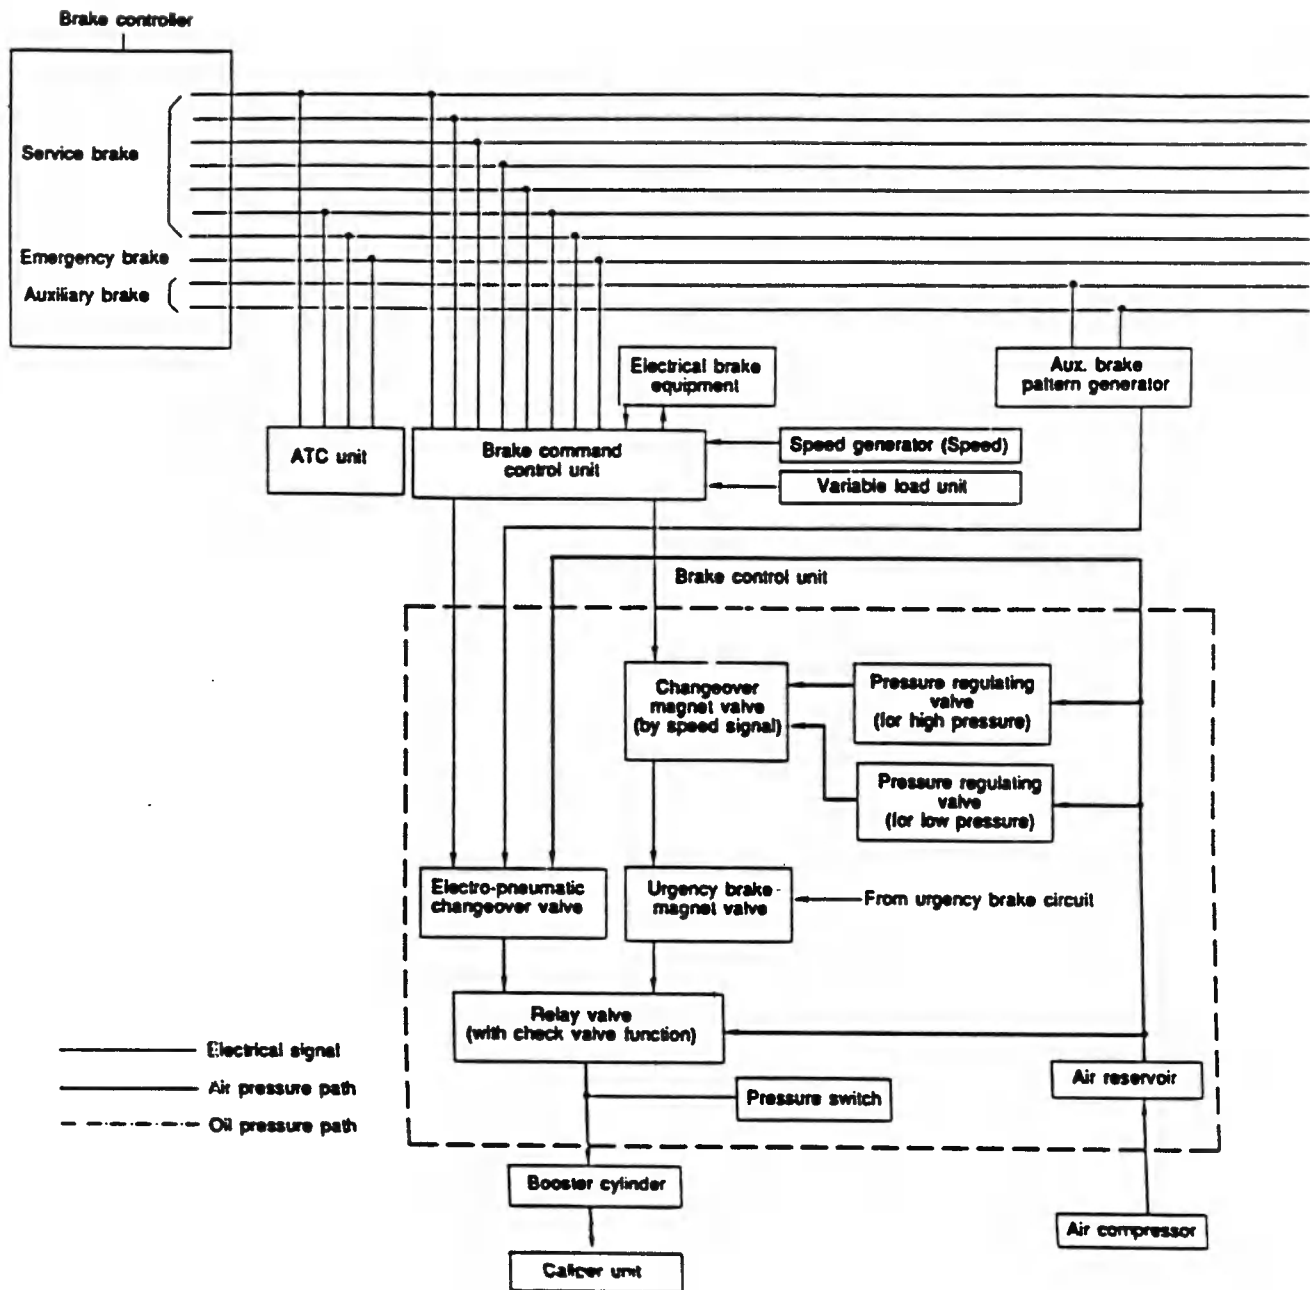 Brake controller
Service brake
Emergency brake
Auxiliary brake
Electrical brake
equipment
Aux. brake
pattern generator
ATC unit
Brake command
control unit
Speed generator (Speed)
Variable load unit
Brake control unit
Changeover
magnet valve
(by speed signal)
Pressure regulating
valve
(for high pressure)
Pressure regulating
valve
(for low pressure)
Electro-pneumatic
changeover valve
Urgency brake
magnet valve
From urgency brake circuit
Relay valve
(with check valve function)
Electrical signal
Air pressure path
Oil pressure path
Pressure switch
Air reservoir
Booster cylinder
Air compressor
Caliper unit